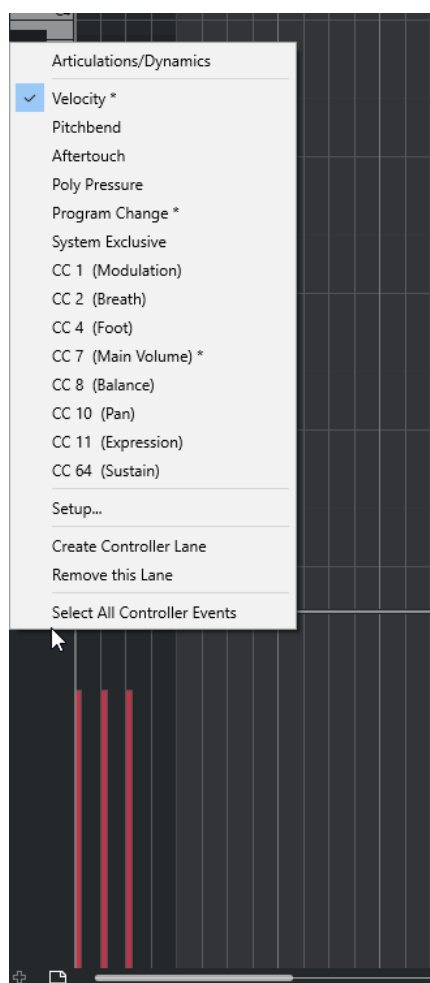 Articulations/Dynamics
Velocity *
Pitchbend
Aftertouch
Poly Pressure
Program Change *
System Exclusive
CC 1 (Modulation)
CC 2 (Breath)
CC 4 (Foot)
CC 7 (Main Volume) *
CC 8 (Balance)
CC 10 (Pan)
CC 11 (Expression)
CC 64 (Sustain)
Setup...
Create Controller Lane
Remove this Lane
Select All Controller Events